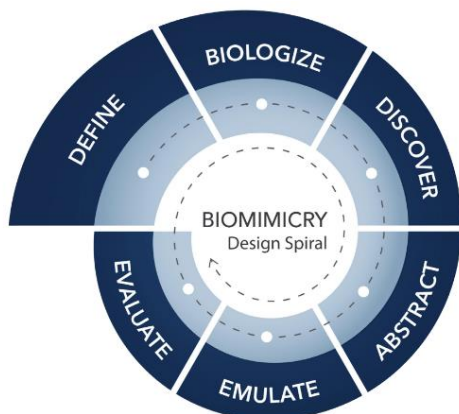 DEFINE
BIOLOGIZE
DISCOVER
ABSTRACT
EMULATE
EVALUATE
BIOMIMICRY
Design Spiral